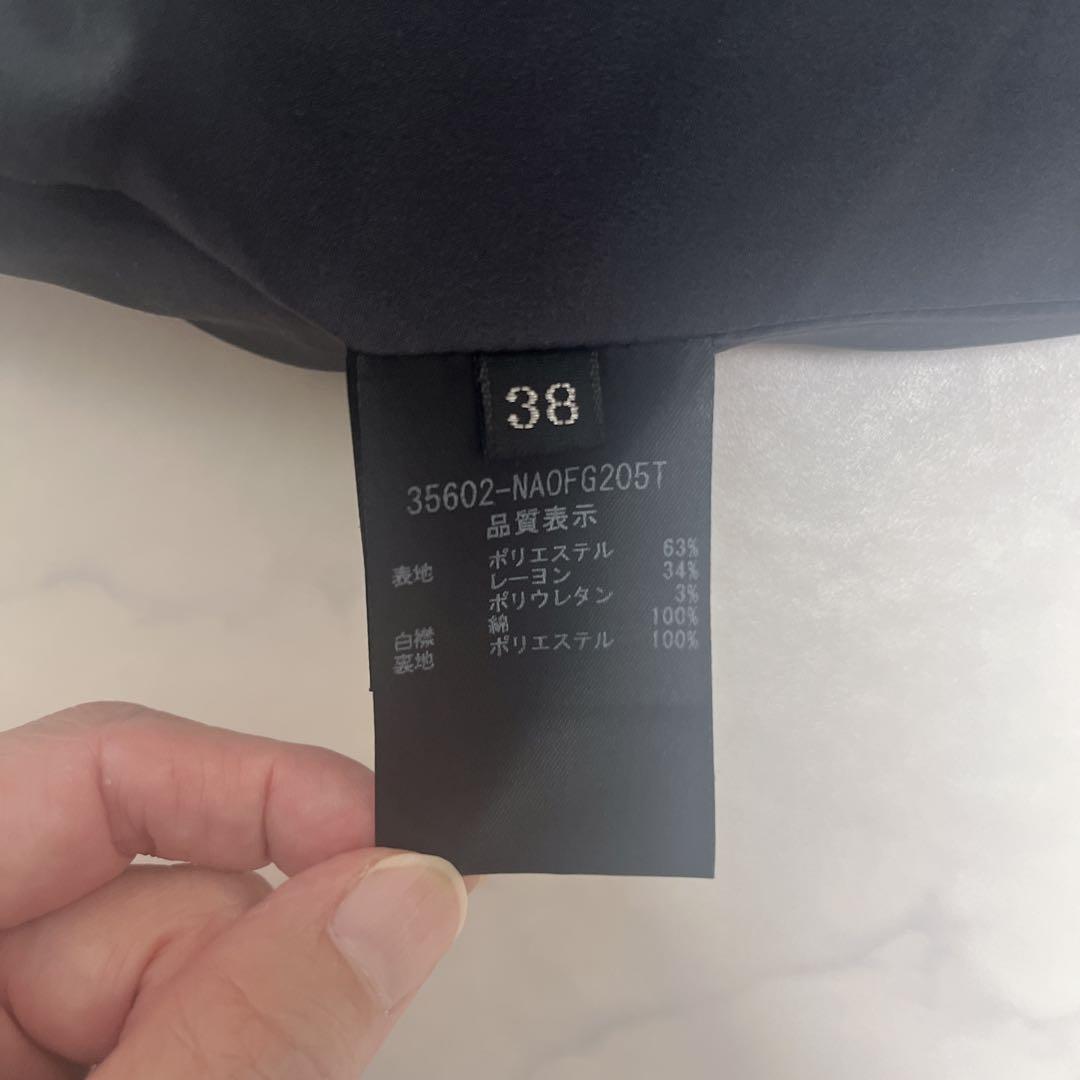 38
35602-NA0FG205T
品質表示
表地 ポリエステル 63%
レーヨン 34%
ポリウレタン 3%
白襟 綿 100%
裏地 ポリエステル 100%